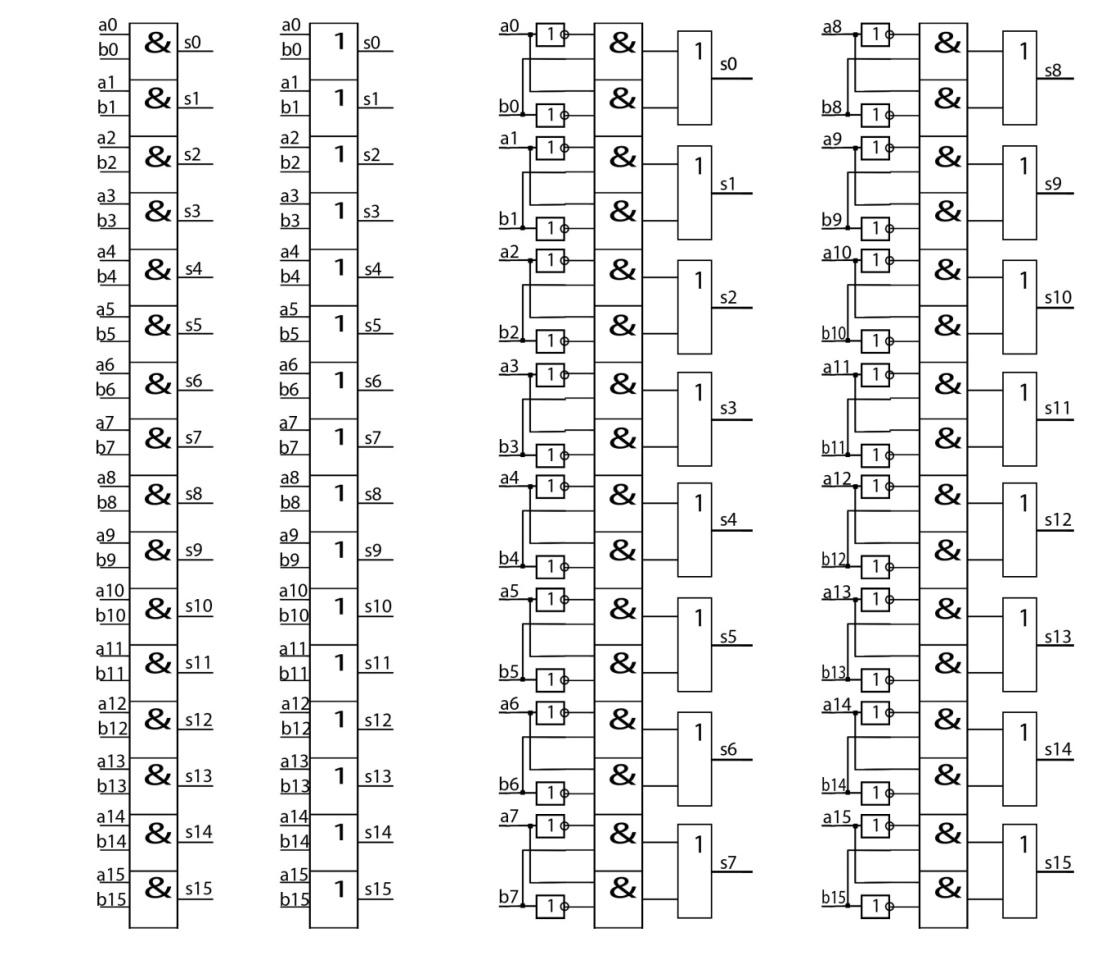 a0
b0
&
s0
a1
b1
&
s1
a2
b2
&
s2
a3
b3
&
s3
a4
b4
&
s4
a5
b5
&
s5
a6
b6
&
s6
a7
b7
&
s7
a8
b8
&
s8
a9
b9
&
s9
a10
b10
&
s10
a11
b11
&
s11
a12
b12
&
s12
a13
b13
&
s13
a14
b14
&
s14
a15
b15
&
s15
a0
b0
1
s0
a1
b1
1
s1
a2
b2
1
s2
a3
b3
1
s3
a4
b4
1
s4
a5
b5
1
s5
a6
b6
1
s6
a7
b7
1
s7
a8
b8
1
s8
a9
b9
1
s9
a10
b10
1
s10
a11
b11
1
s11
a12
b12
1
s12
a13
b13
1
s13
a14
b14
1
s14
a15
b15
1
s15
a0
1
&
1
s0
b0
1
&
a1
1
&
1
s1
b1
1
&
a2
1
&
1
s2
b2
1
&
a3
1
&
1
s3
b3
1
&
a4
1
&
1
s4
b4
1
&
a5
1
&
1
s5
b5
1
&
a6
1
&
1
s6
b6
1
&
a7
1
&
1
s7
b7
1
&
a8
1
&
1
s8
b8
1
&
a9
1
&
1
s9
b9
1
&
a10
1
&
1
s10
b10
1
&
a11
1
&
1
s11
b11
1
&
a12
1
&
1
s12
b12
1
&
a13
1
&
1
s13
b13
1
&
a14
1
&
1
s14
b14
1
&
a15
1
&
1
s15
b15
1
&